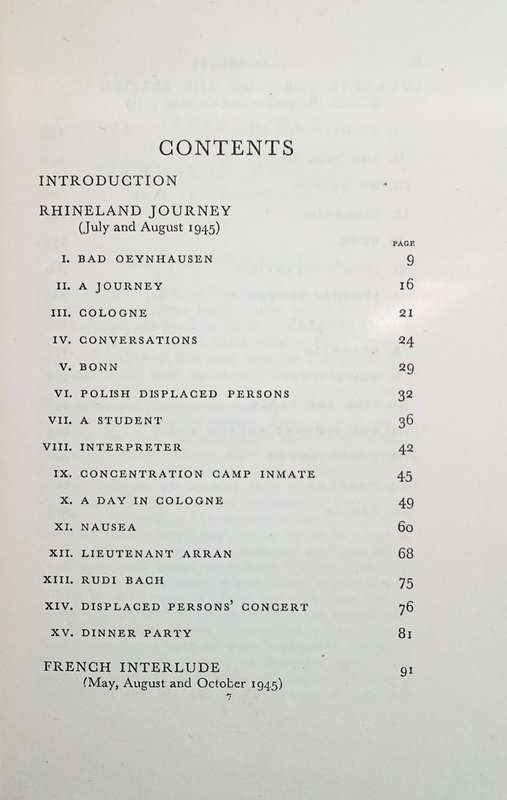 CONTENTS
INTRODUCTION
RHINELAND JOURNEY
(July and August 1945)
PAGE
I. BAD OEYNHAUSEN 9
II. A JOURNEY 16
III. COLOGNE 21
IV. CONVERSATIONS 24
V. BONN 29
VI. POLISH DISPLACED PERSONS 32
VII. A STUDENT 36
VIII. INTERPRETER 42
IX. CONCENTRATION CAMP INMATE 45
X. A DAY IN COLOGNE 49
XI. NAUSEA 60
XII. LIEUTENANT ARRAN 68
XIII. RUDI BACH 75
XIV. DISPLACED PERSONS' CONCERT 76
XV. DINNER PARTY 81
FRENCH INTERLUDE 91
(May, August and October 1945)
7